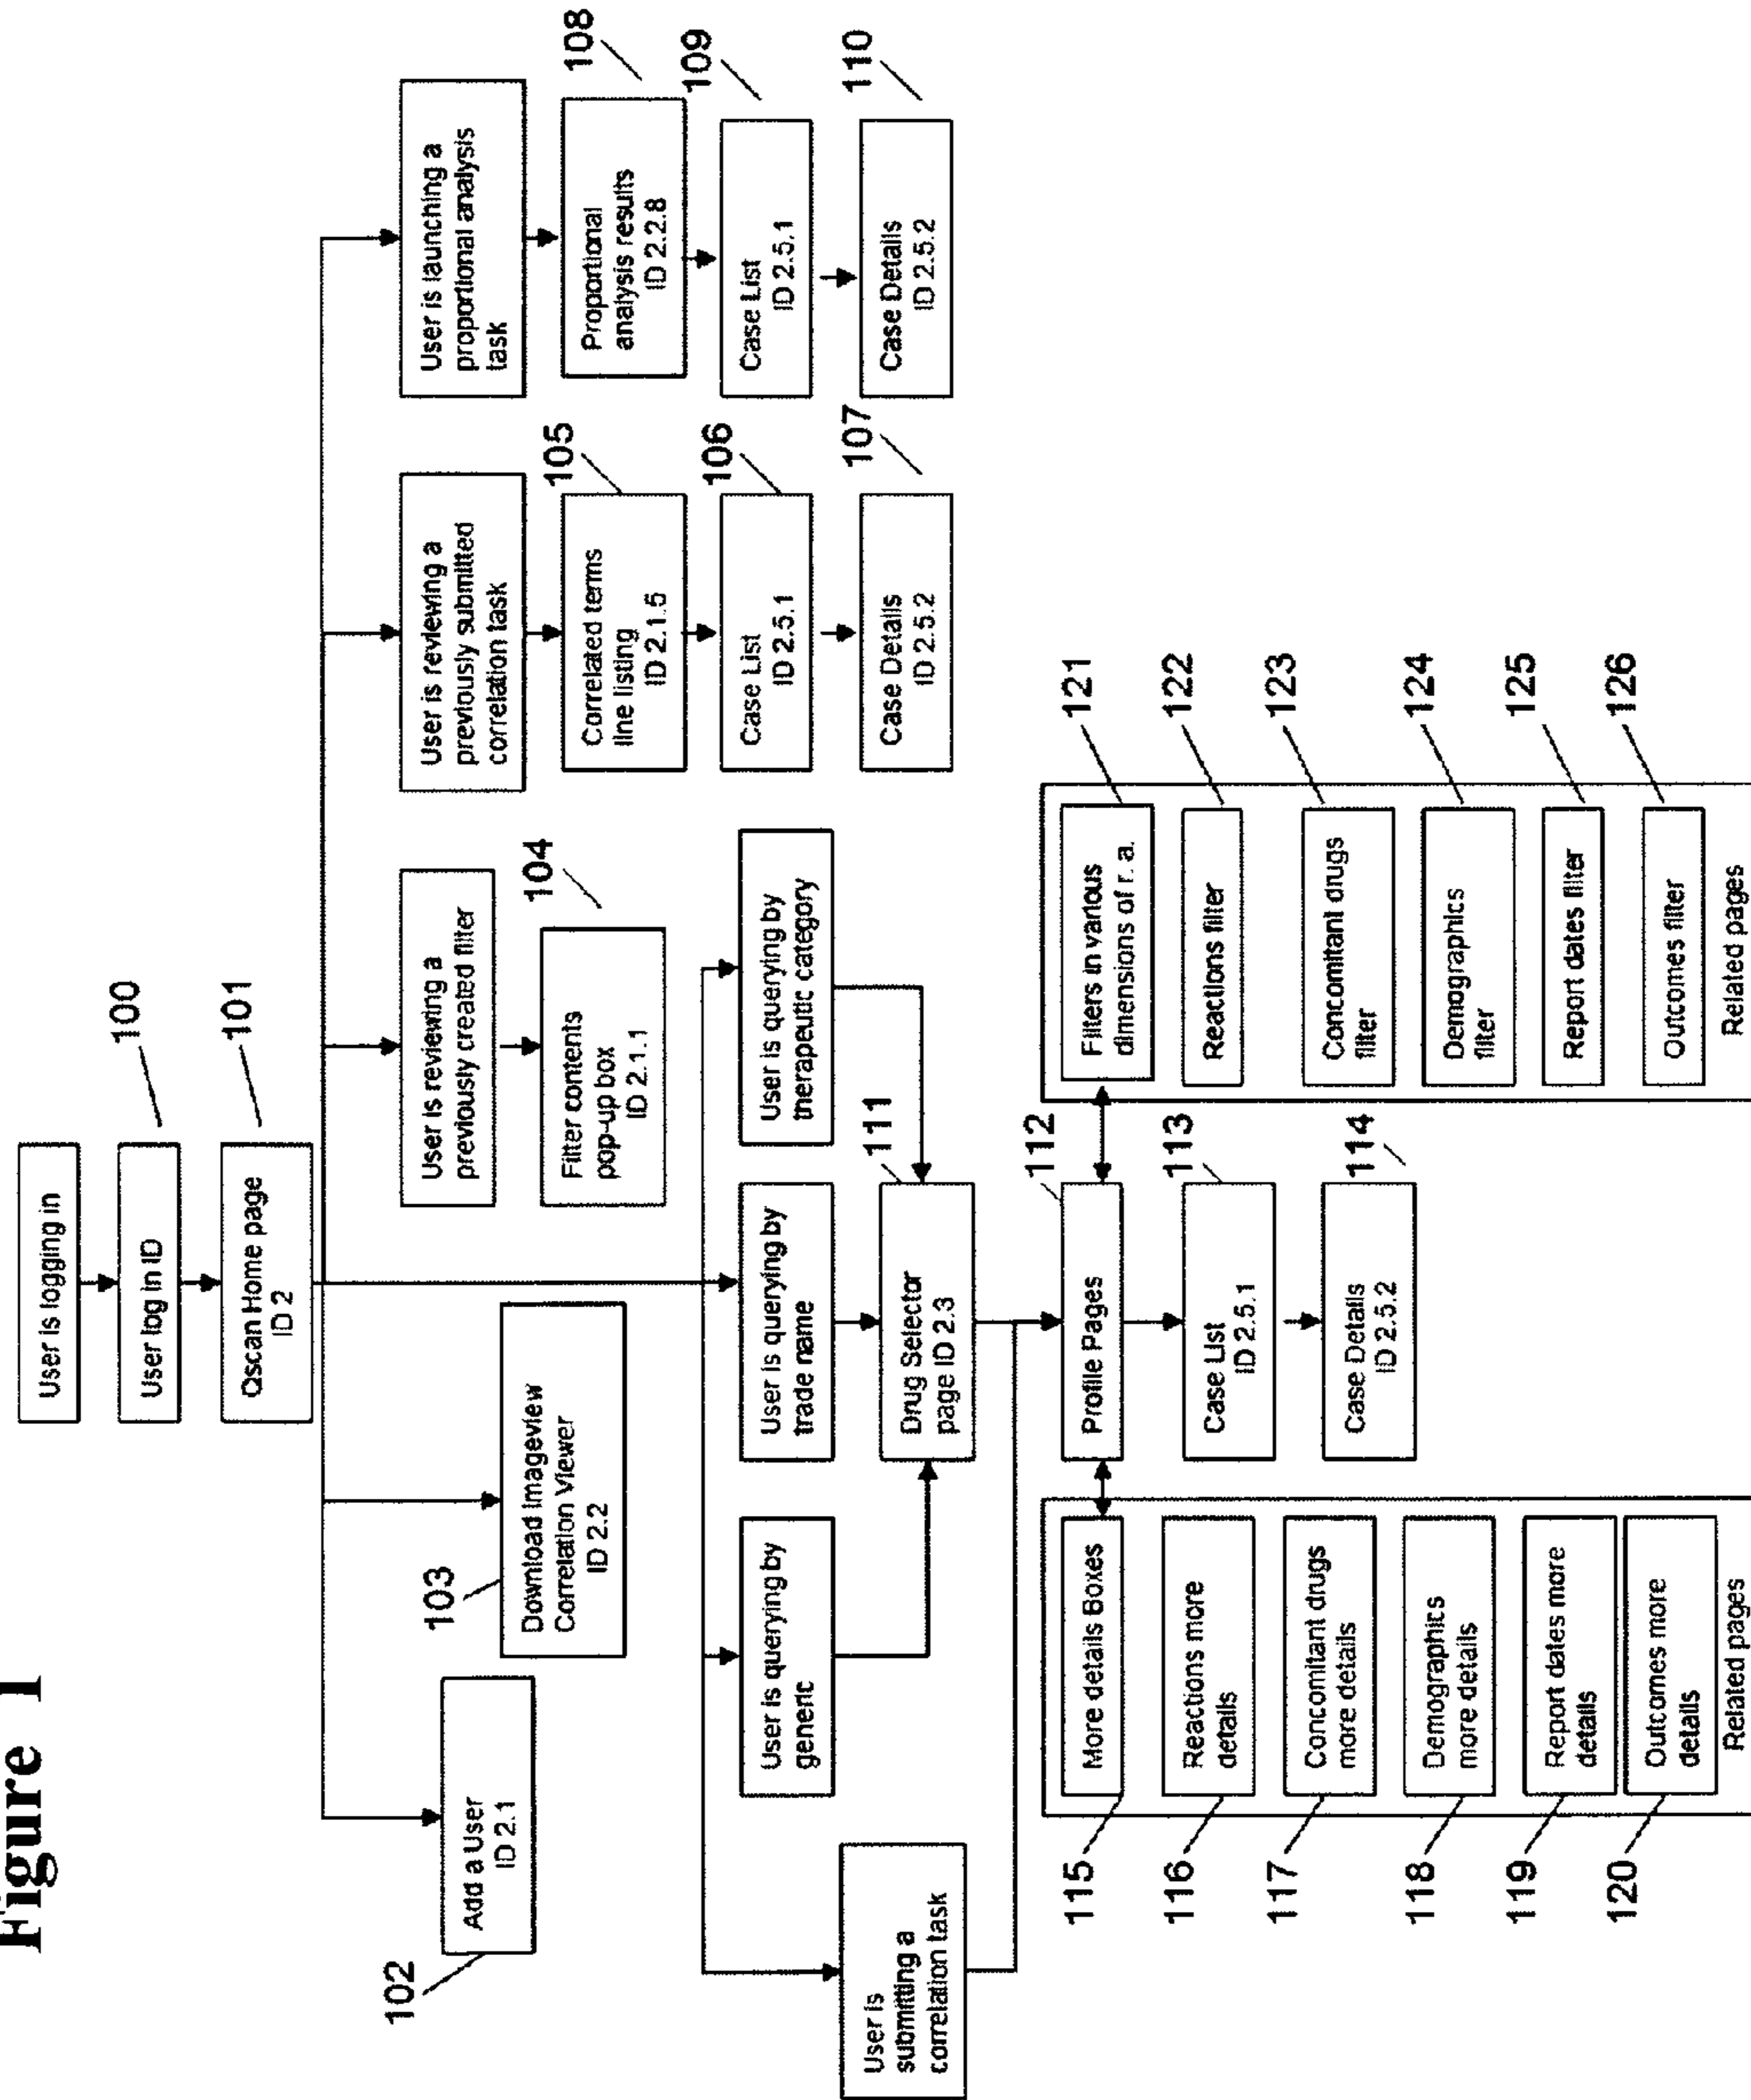 Figure 1
User is logging in
100
User log in ID
101
Qscan Home page
ID 2
102
Add a User
ID 2.1
103
Download Imageview
Correlation Viewer
ID 2.2
User is reviewing a
previously created filter
104
Filter contents
pop-up box
ID 2.1.1
User is reviewing a
previously submitted
correlation task
105
Correlated terms
line listing
ID 2.1.5
106
Case List
ID 2.5.1
107
Case Details
ID 2.5.2
User is launching a
proportional analysis
task
108
Proportional
analysis results
ID 2.2.8
109
Case List
ID 2.5.1
110
Case Details
ID 2.5.2
User is
submitting a
correlation task
User is querying by
generic
User is querying by
trade name
User is querying by
therapeutic category
111
Drug Selector
page ID 2.3
112
Profile Pages
113
Case List
ID 2.5.1
114
Case Details
ID 2.5.2
115
More details Boxes
116
Reactions more
details
117
Concomitant drugs
more details
118
Demographics
more details
119
Report dates more
details
120
Outcomes more
details
Related pages
121
Filters in various
dimensions of r. a.
122
Reactions filter
123
Concomitant drugs
filter
124
Demographics
filter
125
Report dates filter
126
Outcomes filter
Related pages